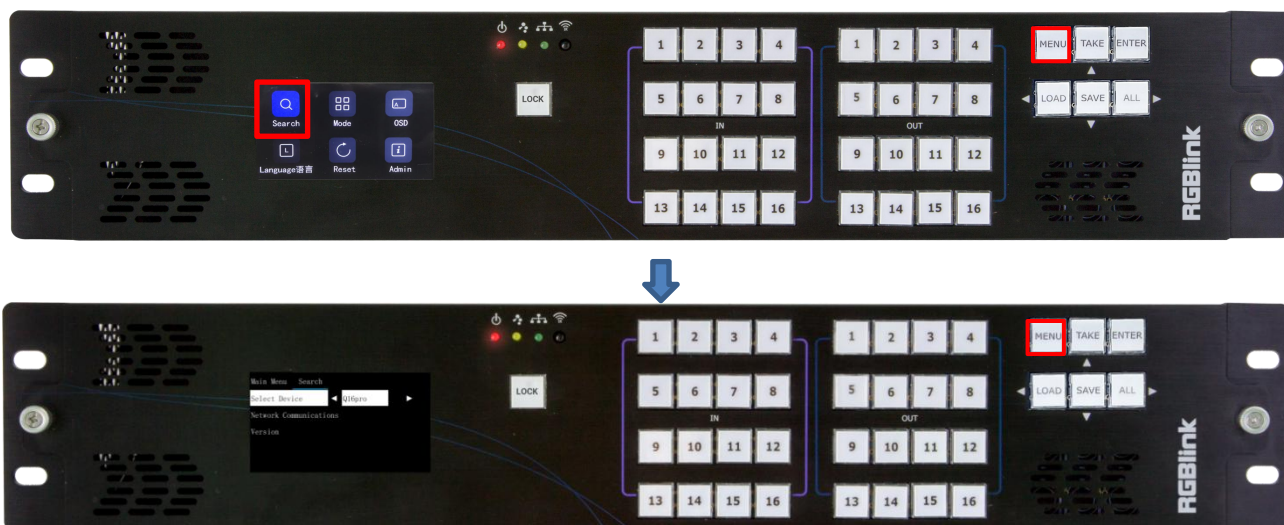 1 2 3 4
1 2 3 4
MENU TAKE ENTER
Search Mode OSD
LOCK
5 6 7 8
5 6 7 8
LOAD SAVE ALL
IN
OUT
Language语言 Reset Admin
9 10 11 12
9 10 11 12
13 14 15 16
13 14 15 16
RGBlink
1 2 3 4
1 2 3 4
MENU TAKE ENTER
Main Menu Search
Select Device Q16pro
Network Communications
Version
LOCK
5 6 7 8
5 6 7 8
LOAD SAVE ALL
IN
OUT
9 10 11 12
9 10 11 12
13 14 15 16
13 14 15 16
RGBlink